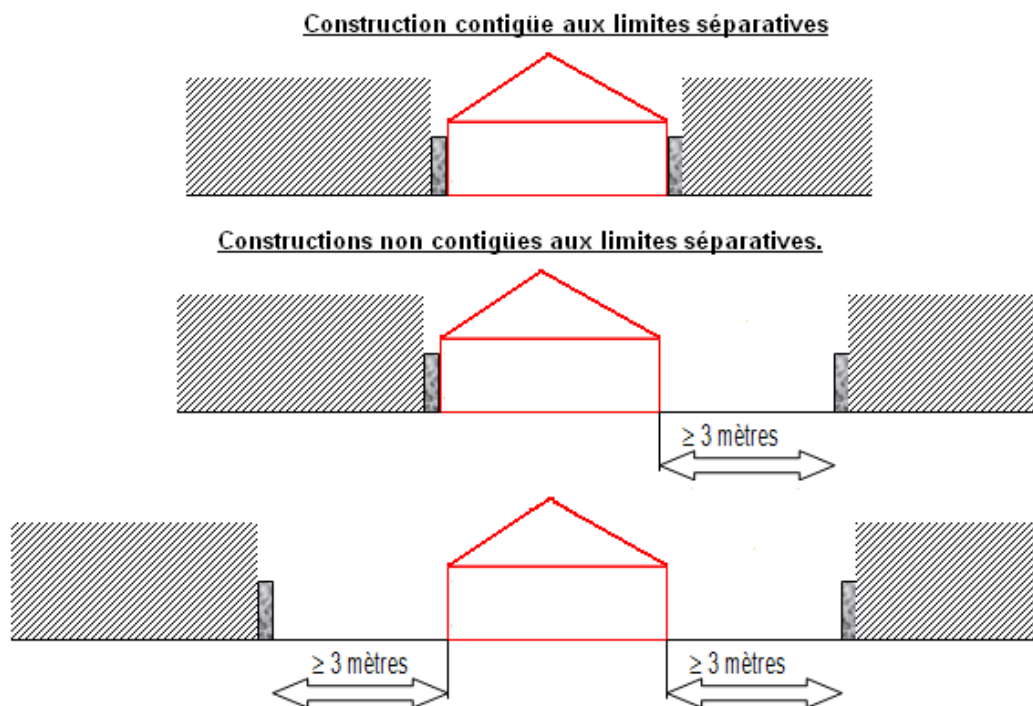 Construction contigüe aux limites séparatives
Constructions non contigües aux limites séparatives.
≥ 3 mètres
≥ 3 mètres
≥ 3 mètres